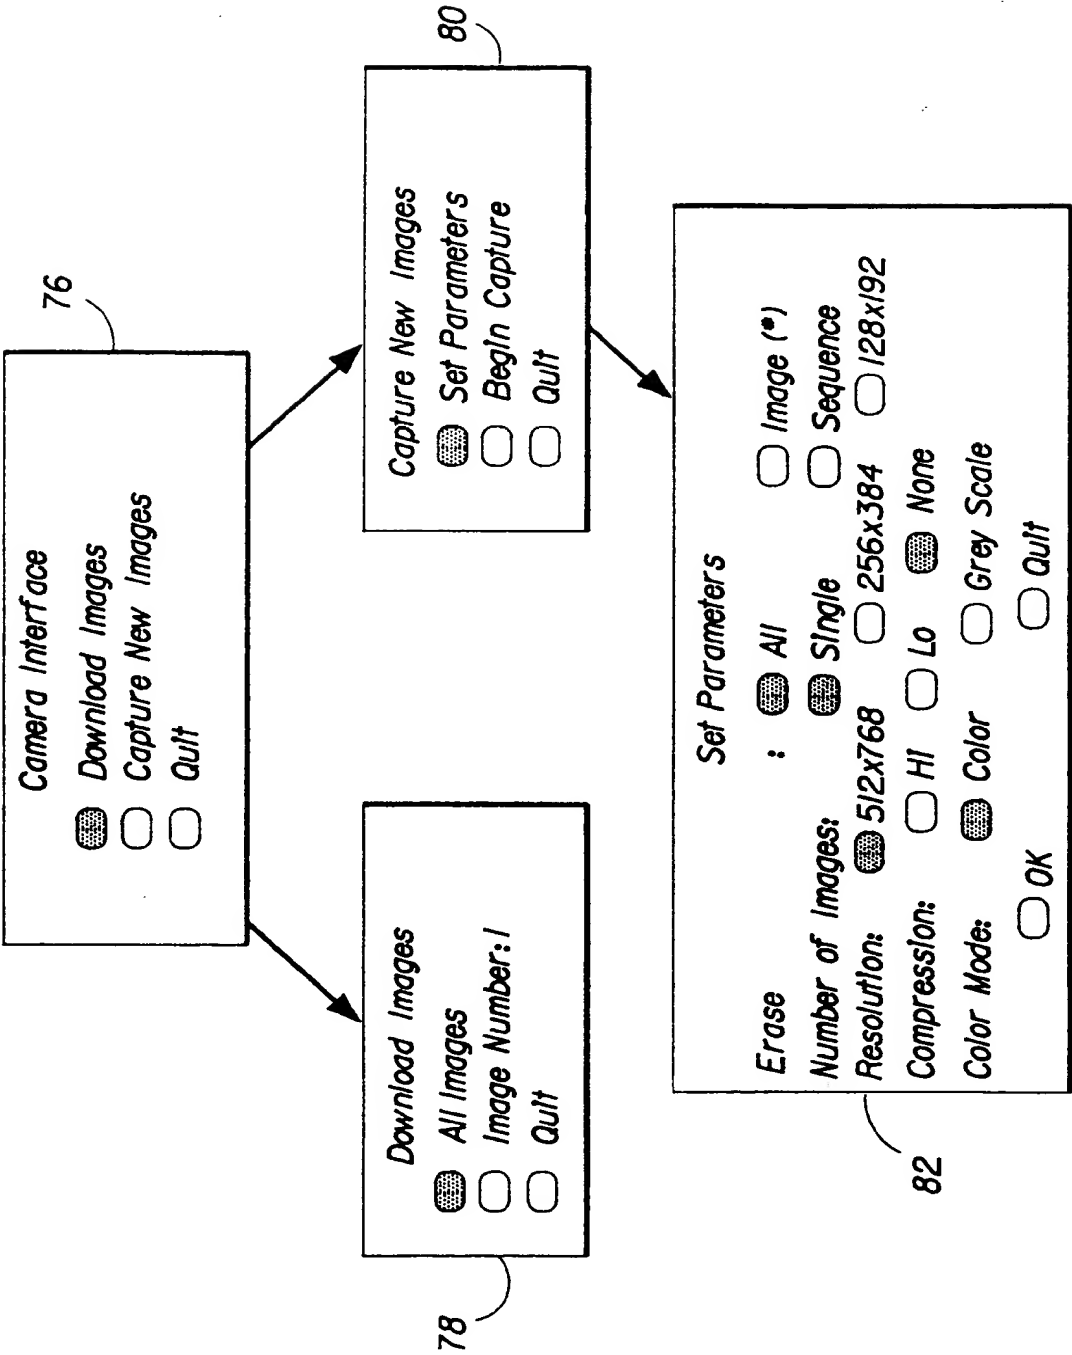 Camera Interface
Download Images
Capture New Images
Quit
76
Download Images
All Images
Image Number: 1
Quit
78
Capture New Images
Set Parameters
Begin Capture
Quit
80
Set Parameters
Erase : All Image (*)
Number of Images: Single Sequence
Resolution: 512x768 256x384 128x192
Compression: Hi Lo None
Color Mode: Color Grey Scale
OK Quit
82